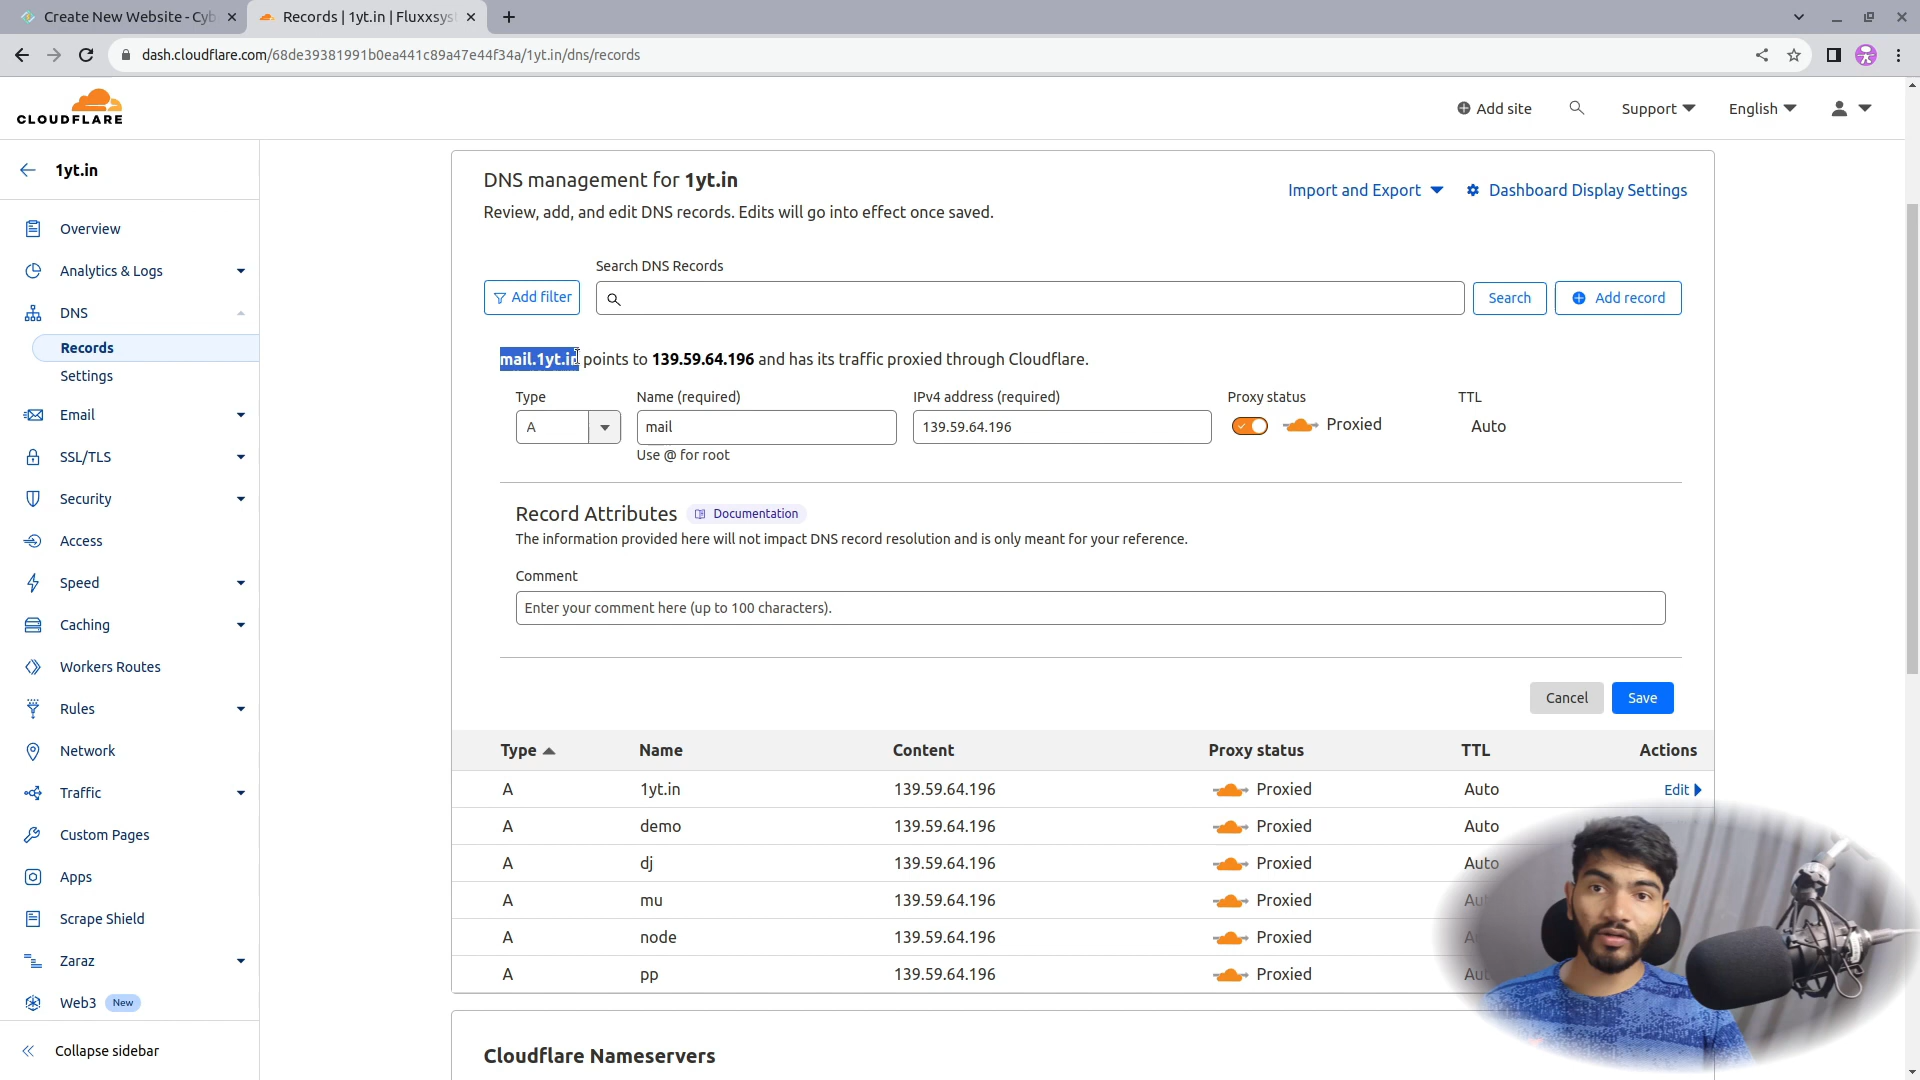 Create New Website - Cyb
Records | 1yt.in | Fluxxsys
dash.cloudflare.com/68de39381991b0ea441c89a47e44f34a/1yt.in/dns/records
CLOUDFLARE
Add site
Support
English
1yt.in
Overview
Analytics & Logs
DNS
Records
Settings
Email
SSL/TLS
Security
Access
Speed
Caching
Workers Routes
Rules
Network
Traffic
Custom Pages
Apps
Scrape Shield
Zaraz
Web3 New
Collapse sidebar
DNS management for 1yt.in
Review, add, and edit DNS records. Edits will go into effect once saved.
Import and Export
Dashboard Display Settings
Search DNS Records
Add filter
Search
Add record
mail.1yt.in points to 139.59.64.196 and has its traffic proxied through Cloudflare.
Type Name (required) IPv4 address (required) Proxy status TTL
A mail 139.59.64.196 Proxied Auto
Use @ for root
Record Attributes Documentation
The information provided here will not impact DNS record resolution and is only meant for your reference.
Comment
Enter your comment here (up to 100 characters).
Cancel Save
Type Name Content Proxy status TTL Actions
A 1yt.in 139.59.64.196 Proxied Auto Edit
A demo 139.59.64.196 Proxied Auto
A dj 139.59.64.196 Proxied Auto
A mu 139.59.64.196 Proxied
A node 139.59.64.196 Proxied
A pp 139.59.64.196 Proxied
Cloudflare Nameservers